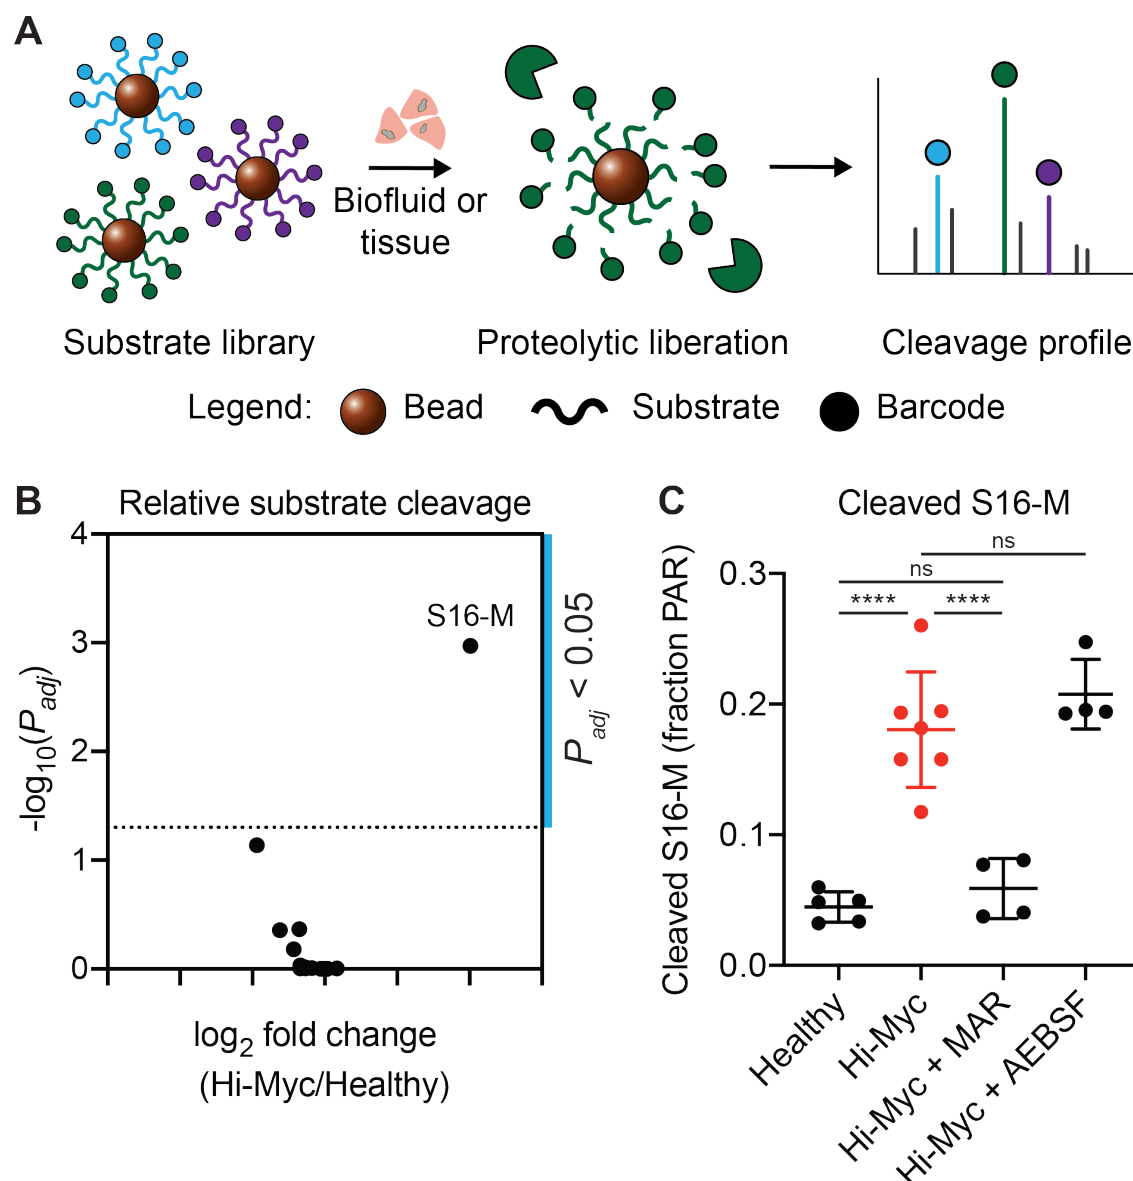 A
Biofluid or
tissue
Substrate library
Proteolytic liberation
Cleavage profile
Legend:
Bead
Substrate
Barcode
B
Relative substrate cleavage
4
3
2
1
0
-log10(Padj)
S16-M
Padj < 0.05
log2 fold change
(Hi-Myc/Healthy)
C
Cleaved S16-M
Cleaved S16-M (fraction PAR)
0.3
0.2
0.1
0.0
ns
ns
**** ****
Healthy
Hi-Myc
Hi-Myc + MAR
Hi-Myc + AEBSF